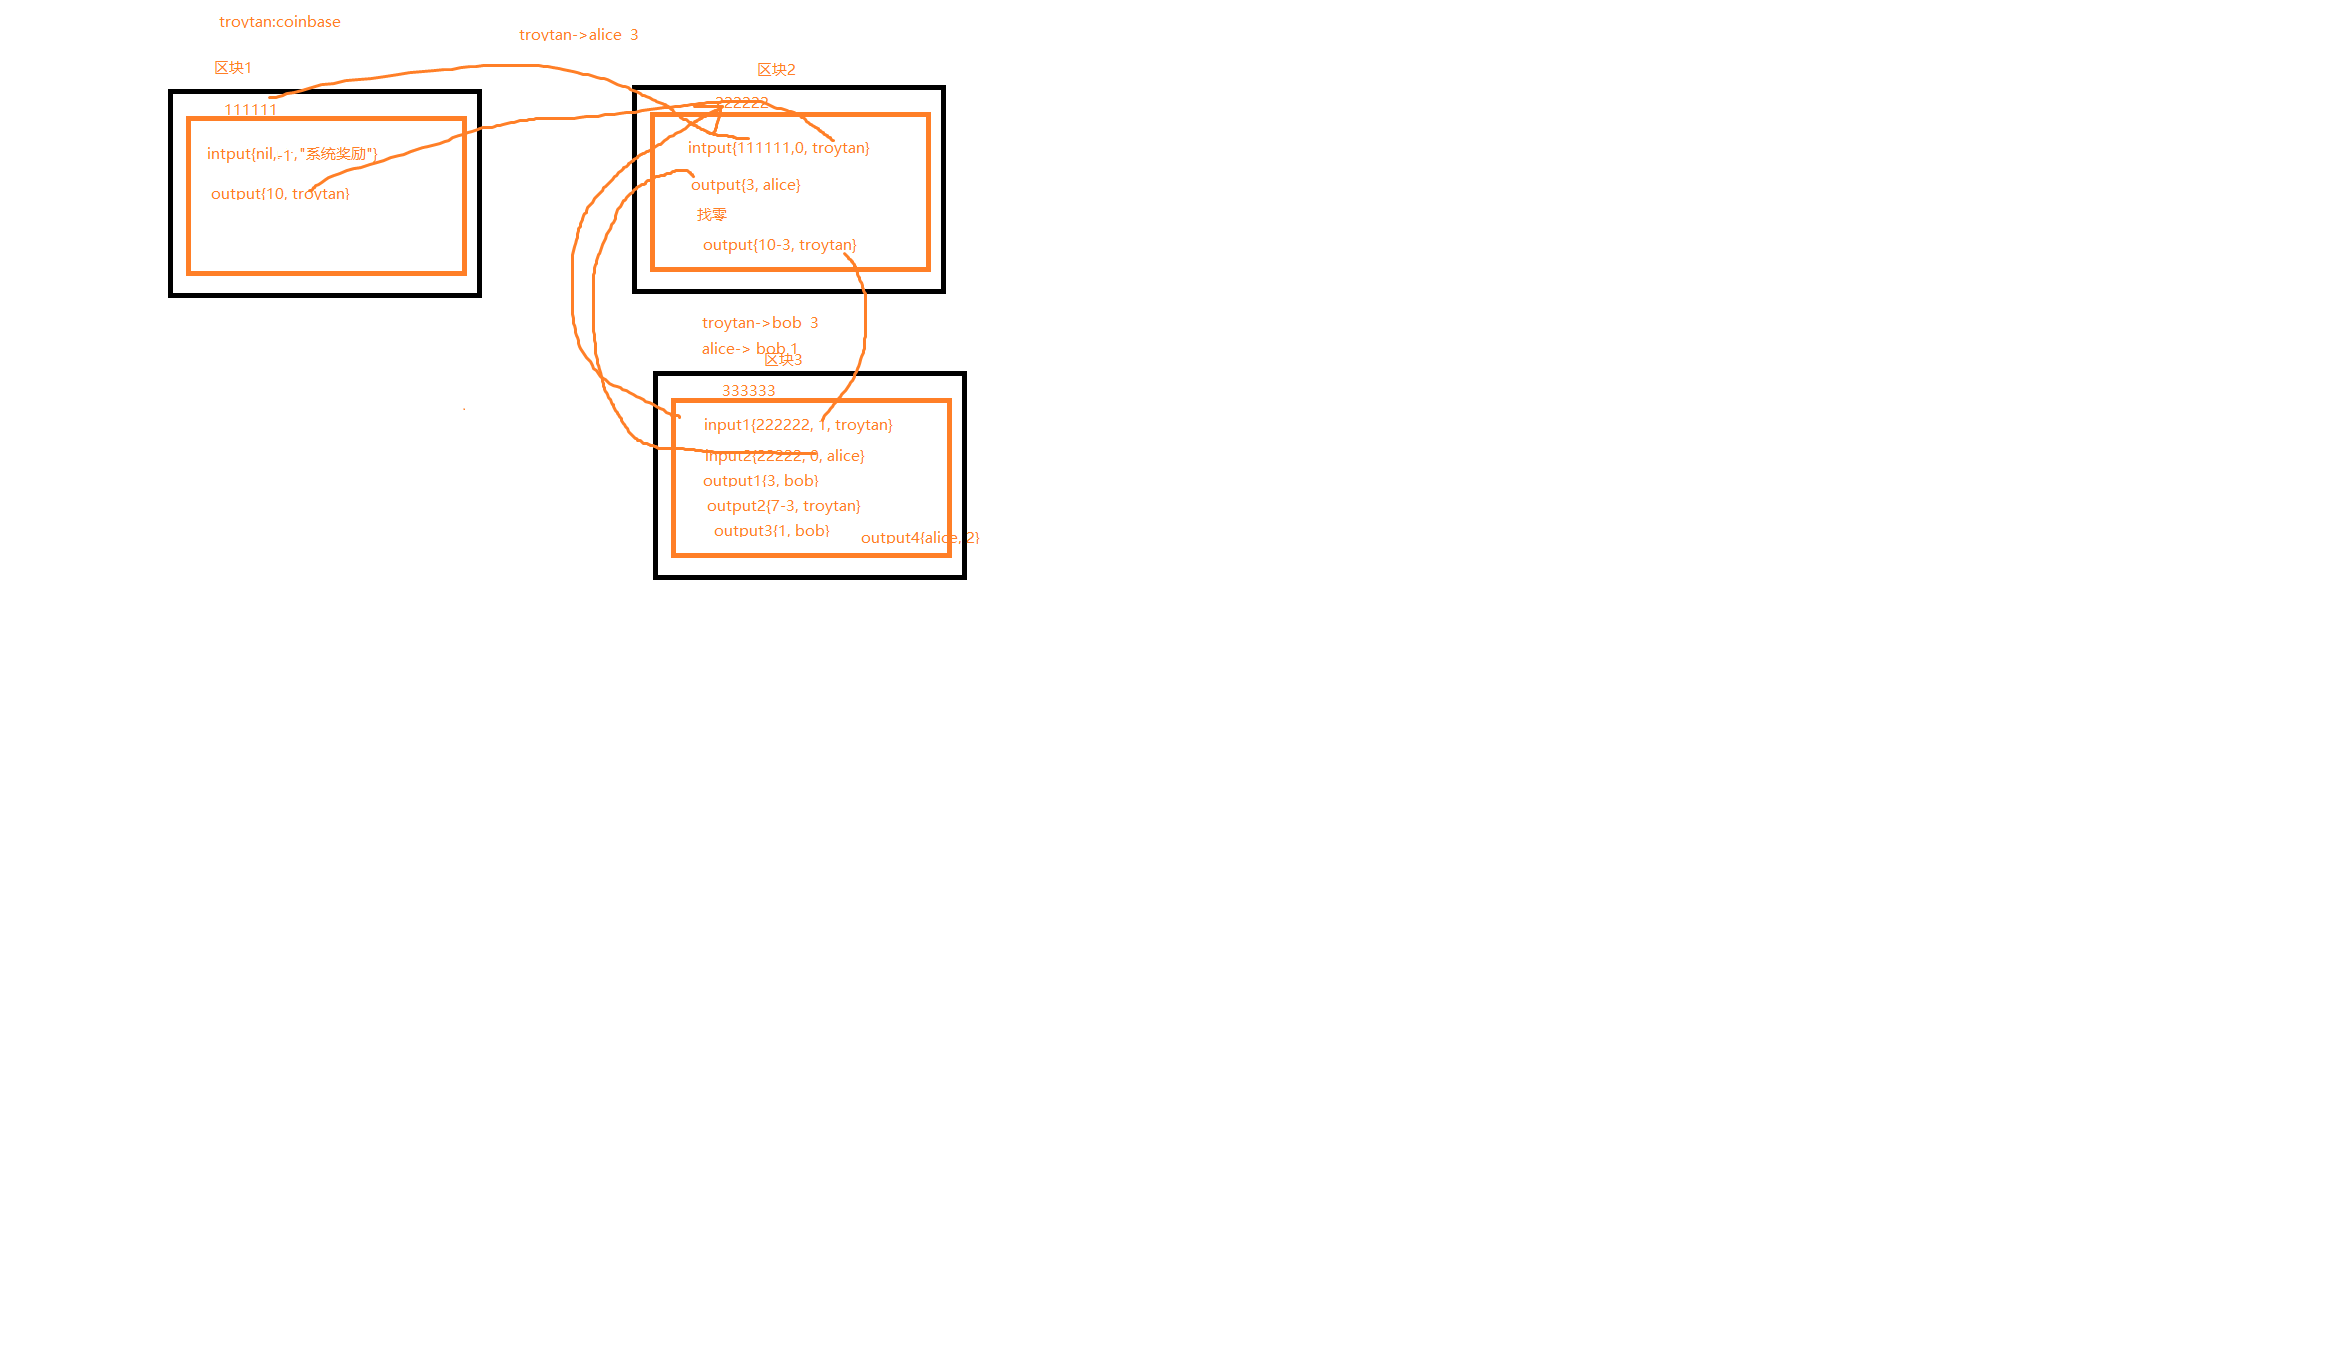 troytan:coinbase
troytan->alice 3
区块1
111111
intput{nil,-1,"系统奖励"}
output{10, troytan}
区块2
222222
intput{111111,0, troytan}
output{3, alice}
找零
output{10-3, troytan}
troytan->bob 3
alice-> bob 1
区块3
333333
input1{222222, 1, troytan}
input2{22222, 0, alice}
output1{3, bob}
output2{7-3, troytan}
output3{1, bob}
output4{alice, 2}